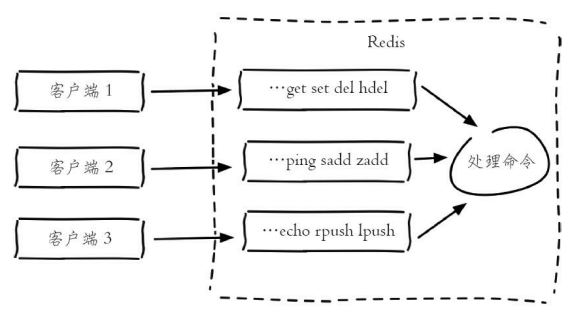 Redis
客户端 1
…get set del hdel
客户端 2
…ping sadd zadd
处理命令
客户端 3
…echo rpush lpush